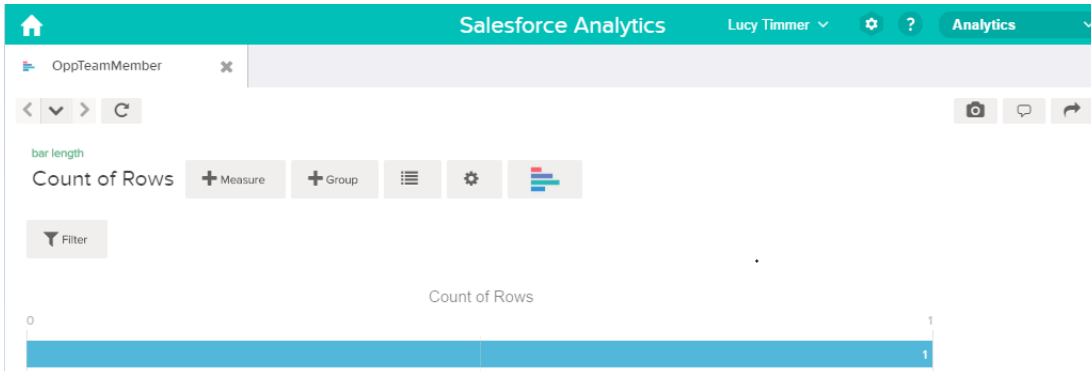 Salesforce Analytics Lucy Timmer ? Analytics
OppTeamMember
bar length
Count of Rows Measure Group
Filter
Count of Rows
0 1
1